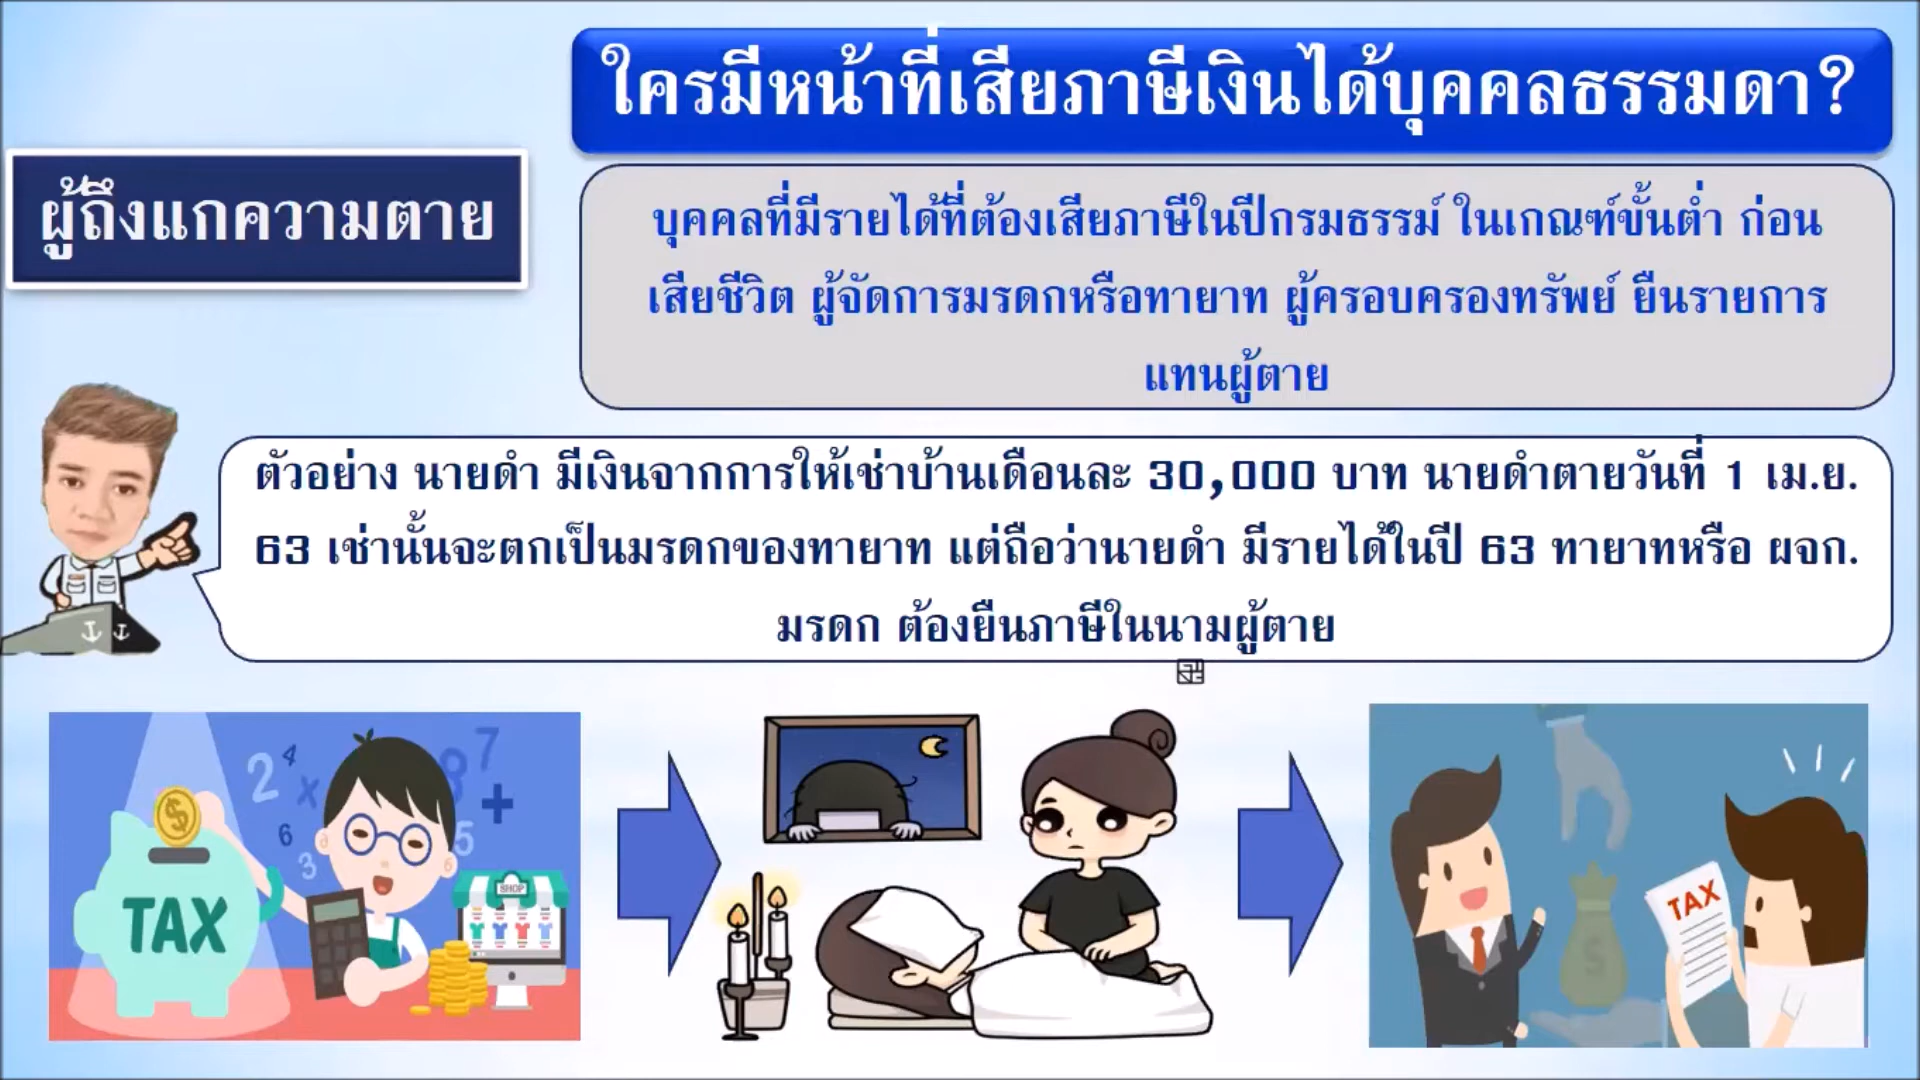 ใครมีหน้าที่เสียภาษีเงินได้บุคคลธรรมดา?
ผู้ถึงแกความตาย
บุคคลที่มีรายได้ที่ต้องเสียภาษีในปีกรมธรรม์ ในเกณฑ์ขั้นต่ำ ก่อน
เสียชีวิต ผู้จัดการมรดกหรือทายาท ผู้ครอบครองทรัพย์ ยืนรายการ
แทนผู้ตาย
ตัวอย่าง นายดำ มีเงินจากการให้เช่าบ้านเดือนละ 30,000 บาท นายดำตายวันที่ 1 เม.ย.
63 เช่านั้นจะตกเป็นมรดกของทายาท แต่ถือว่านายดำ มีรายได้ในปี 63 ทายาทหรือ ผจก.
มรดก ต้องยืนภาษีในนามผู้ตาย
2 4 x 6 3 8 7 + 5
TAX
SHOP
TAX